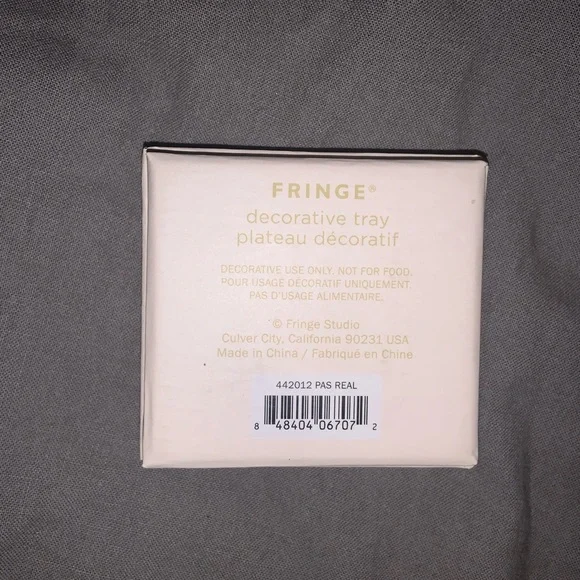 FRINGE®
decorative tray
plateau décoratif
DECORATIVE USE ONLY. NOT FOR FOOD.
POUR USAGE DÉCORATIF UNIQUEMENT.
PAS D'USAGE ALIMENTAIRE.
© Fringe Studio
Culver City, California 90231 USA
Made in China / Fabriqué en Chine
442012 PAS REAL
8 48404 06707 2